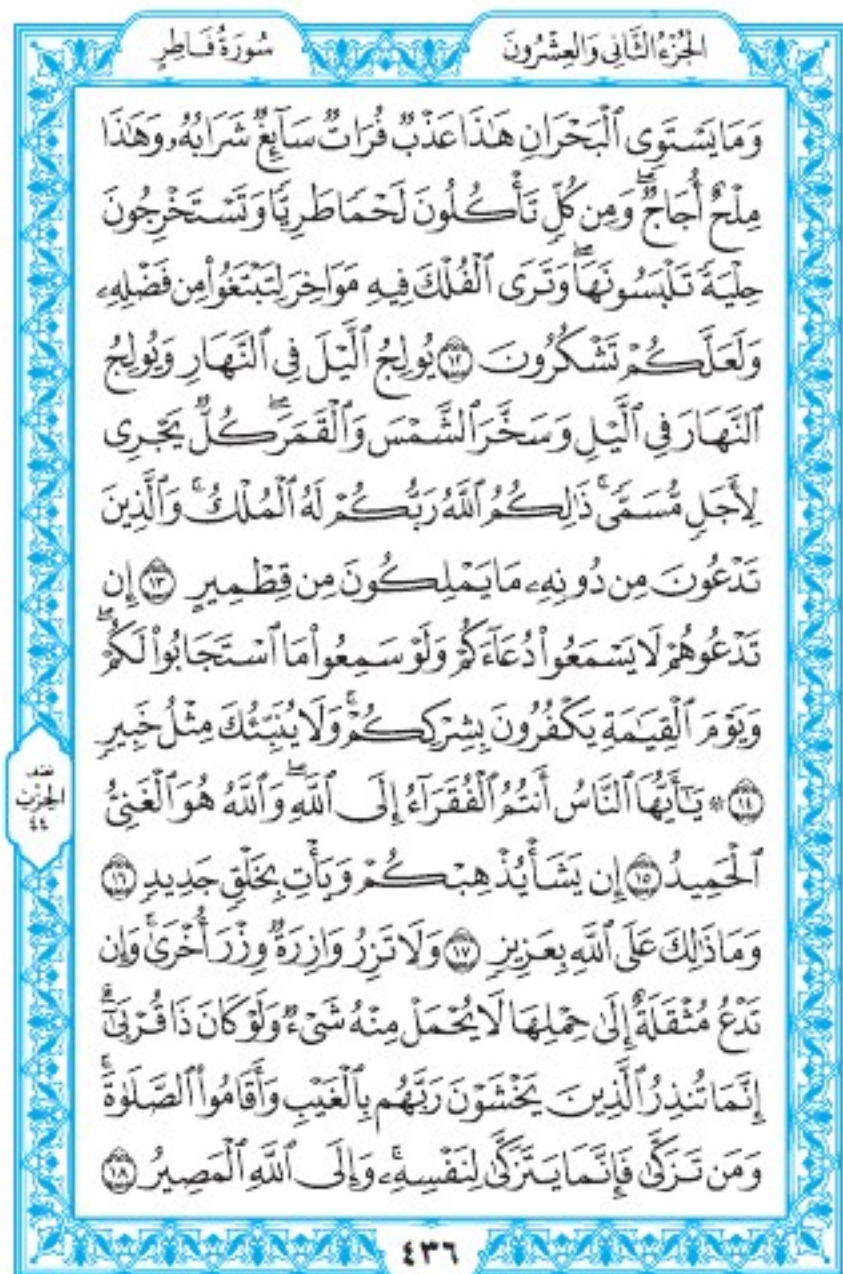 الجُزْءُ الثَّانِي وَالعِشْرُونَ
سُورَةُ فَاطِرٍ
وَمَا يَسْتَوِى ٱلْبَحْرَانِ هَٰذَا عَذْبٌ فُرَاتٌ سَآئِغٌ شَرَابُهُۥ وَهَٰذَا
مِلْحٌ أُجَاجٌ ۖ وَمِن كُلٍّ تَأْكُلُونَ لَحْمًا طَرِيًّا وَتَسْتَخْرِجُونَ
حِلْيَةً تَلْبَسُونَهَا ۖ وَتَرَى ٱلْفُلْكَ فِيهِ مَوَاخِرَ لِتَبْتَغُوا۟ مِن فَضْلِهِۦ
وَلَعَلَّكُمْ تَشْكُرُونَ ١٢ يُولِجُ ٱلَّيْلَ فِى ٱلنَّهَارِ وَيُولِجُ
ٱلنَّهَارَ فِى ٱلَّيْلِ وَسَخَّرَ ٱلشَّمْسَ وَٱلْقَمَرَ ۖ كُلٌّ يَجْرِى
لِأَجَلٍ مُّسَمًّى ۚ ذَٰلِكُمُ ٱللَّهُ رَبُّكُمْ لَهُ ٱلْمُلْكُ ۚ وَٱلَّذِينَ
تَدْعُونَ مِن دُونِهِۦ مَا يَمْلِكُونَ مِن قِطْمِيرٍ ١٣ إِن
تَدْعُوهُمْ لَا يَسْمَعُوا۟ دُعَآءَكُمْ وَلَوْ سَمِعُوا۟ مَا ٱسْتَجَابُوا۟ لَكُمْ ۖ
وَيَوْمَ ٱلْقِيَٰمَةِ يَكْفُرُونَ بِشِرْكِكُمْ ۚ وَلَا يُنَبِّئُكَ مِثْلُ خَبِيرٍ
١٤ ۞ يَٰٓأَيُّهَا ٱلنَّاسُ أَنتُمُ ٱلْفُقَرَآءُ إِلَى ٱللَّهِ ۖ وَٱللَّهُ هُوَ ٱلْغَنِىُّ
ٱلْحَمِيدُ ١٥ إِن يَشَأْ يُذْهِبْكُمْ وَيَأْتِ بِخَلْقٍ جَدِيدٍ ١٦
وَمَا ذَٰلِكَ عَلَى ٱللَّهِ بِعَزِيزٍ ١٧ وَلَا تَزِرُ وَازِرَةٌ وِزْرَ أُخْرَىٰ ۚ وَإِن
تَدْعُ مُثْقَلَةٌ إِلَىٰ حِمْلِهَا لَا يُحْمَلْ مِنْهُ شَىْءٌ وَلَوْ كَانَ ذَا قُرْبَىٰٓ ۗ
إِنَّمَا تُنذِرُ ٱلَّذِينَ يَخْشَوْنَ رَبَّهُم بِٱلْغَيْبِ وَأَقَامُوا۟ ٱلصَّلَوٰةَ ۚ
وَمَن تَزَكَّىٰ فَإِنَّمَا يَتَزَكَّىٰ لِنَفْسِهِۦ ۚ وَإِلَى ٱللَّهِ ٱلْمَصِيرُ ١٨
الحِزْب
٤٤
٤٣٦